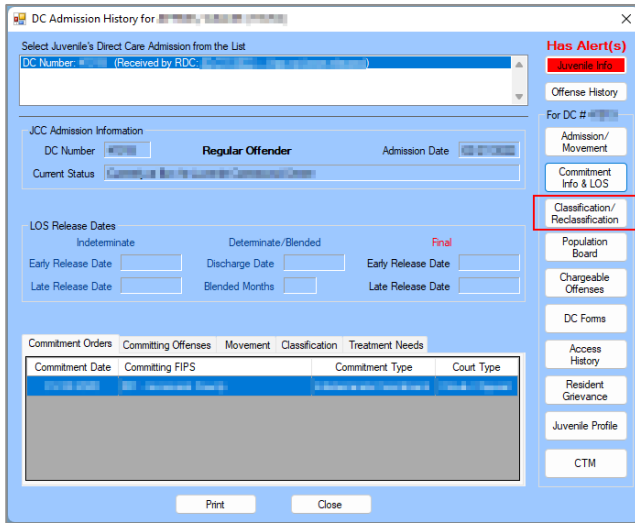 DC Admission History for
Select Juvenile's Direct Care Admission from the List
DC Number: (Received by RDC: )
Has Alert(s)
Juvenile Info
Offense History
For DC #
Admission/
Movement
Commitment
Info & LOS
Classification/
Reclassification
Population
Board
Chargeable
Offenses
DC Forms
Access
History
Resident
Grievance
Juvenile Profile
CTM
JCC Admission Information
DC Number Regular Offender Admission Date
Current Status
LOS Release Dates
Indeterminate Determinate/Blended Final
Early Release Date Discharge Date Early Release Date
Late Release Date Blended Months Late Release Date
Commitment Orders Committing Offenses Movement Classification Treatment Needs
Commitment Date Committing FIPS Commitment Type Court Type
Print Close